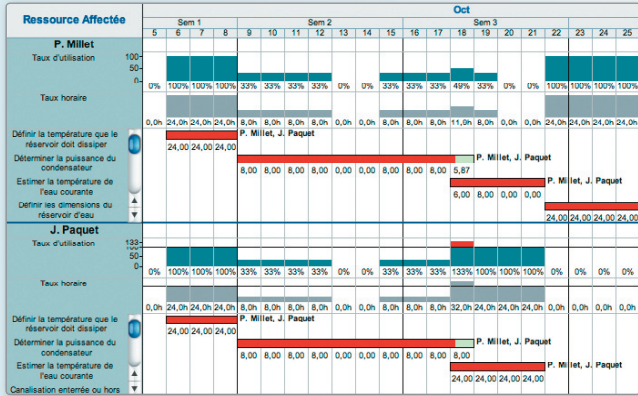 Ressource Affectée
Oct
Sem 1 Sem 2 Sem 3
5 6 7 8 9 10 11 12 13 14 15 16 17 18 19 20 21 22 23 24 25
P. Millet
Taux d'utilisation
100
50
0
0% 100% 100% 100% 33% 33% 33% 33% 0% 0% 33% 33% 33% 49% 33% 0% 0% 100% 100% 100% 100%
Taux horaire
0,0h 24,0h 24,0h 24,0h 8,0h 8,0h 8,0h 8,0h 0,0h 0,0h 8,0h 8,0h 8,0h 11,9h 8,0h 0,0h 0,0h 24,0h 24,0h 24,0h 24,0h
Définir la température que le
réservoir doit dissiper
P. Millet, J. Paquet
24,00 24,00 24,00
Déterminer la puissance du
condensateur
P. Millet, J. Paquet
8,00 8,00 8,00 8,00 0,00 0,00 8,00 8,00 8,00 5,87
Estimer la température de
l'eau courante
P. Millet, J. Paquet
6,00 8,00 0,00 0,00
Définir les dimensions du
réservoir d'eau
24,00 24,00 24,00 24,00
J. Paquet
Taux d'utilisation
133
100
50
0
0% 100% 100% 100% 33% 33% 33% 33% 0% 0% 33% 33% 33% 133% 100% 100% 100% 0% 0% 0% 0%
Taux horaire
0,0h 24,0h 24,0h 24,0h 8,0h 8,0h 8,0h 8,0h 0,0h 0,0h 8,0h 8,0h 8,0h 32,0h 24,0h 24,0h 24,0h 0,0h 0,0h 0,0h 0,0h
Définir la température que le
réservoir doit dissiper
P. Millet, J. Paquet
24,00 24,00 24,00
Déterminer la puissance du
condensateur
P. Millet, J. Paquet
8,00 8,00 8,00 8,00 0,00 0,00 8,00 8,00 8,00 8,00
Estimer la température de
l'eau courante
P. Millet, J. Paquet
24,00 24,00 24,00 24,00
Canalisation enterrée ou hors